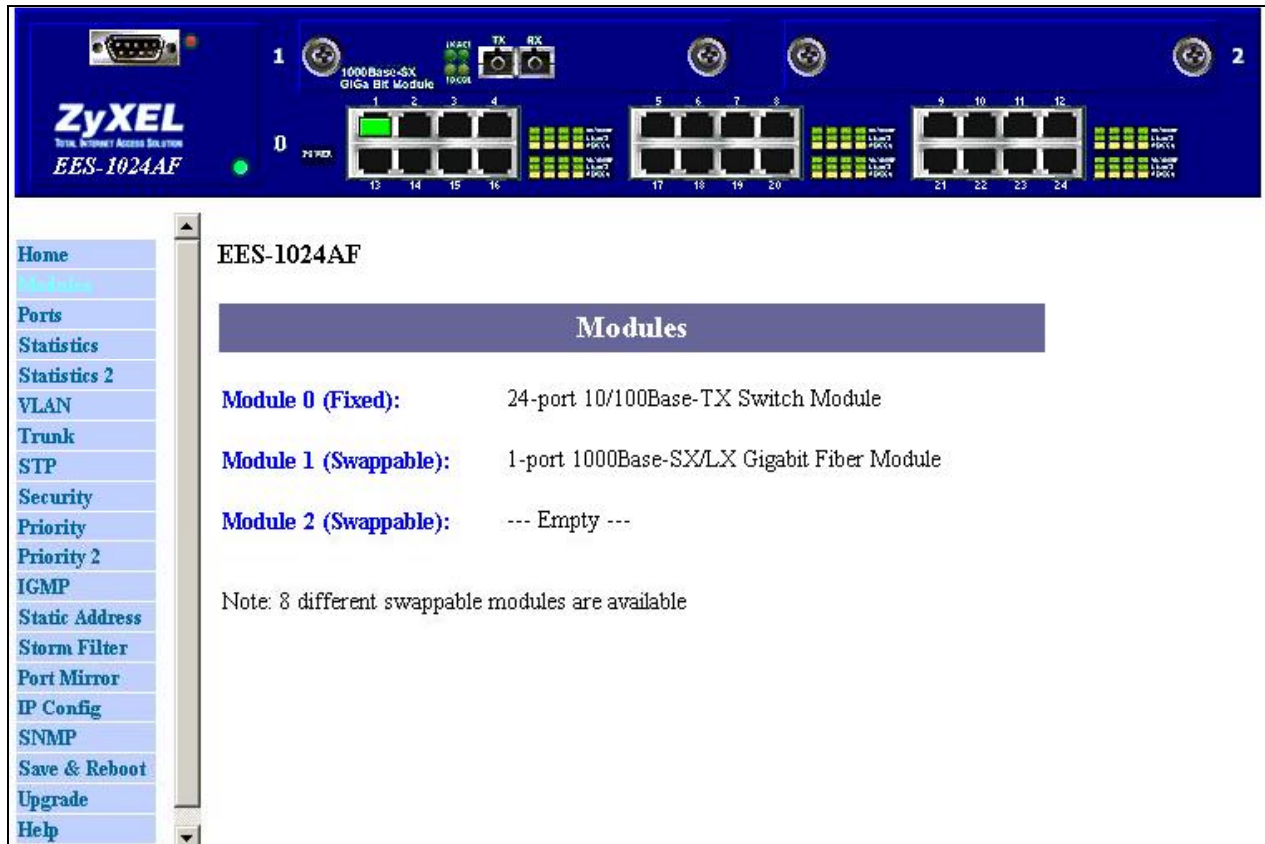 1
1000Base-SX
GiGa Bit Module
TX RX
2
ZyXEL
TOTAL INTERNET ACCESS SOLUTION
EES-1024AF
0
POWER
1 2 3 4
5 6 7 8
9 10 11 12
13 14 15 16
17 18 19 20
21 22 23 24
Home
Modules
Ports
Statistics
Statistics 2
VLAN
Trunk
STP
Security
Priority
Priority 2
IGMP
Static Address
Storm Filter
Port Mirror
IP Config
SNMP
Save & Reboot
Upgrade
Help
EES-1024AF
Modules
Module 0 (Fixed): 24-port 10/100Base-TX Switch Module
Module 1 (Swappable): 1-port 1000Base-SX/LX Gigabit Fiber Module
Module 2 (Swappable): --- Empty ---
Note: 8 different swappable modules are available